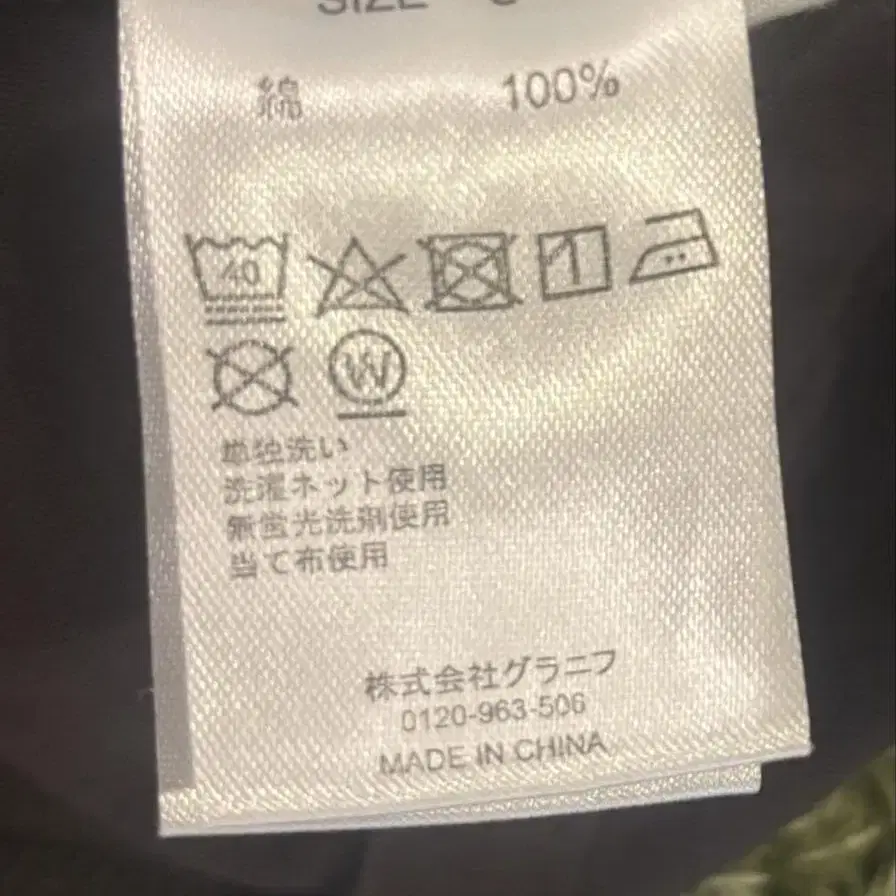 SIZE
綿 100%
40
W
単独洗い
洗濯ネット使用
無蛍光洗剤使用
当て布使用
株式会社グラニフ
0120-963-506
MADE IN CHINA